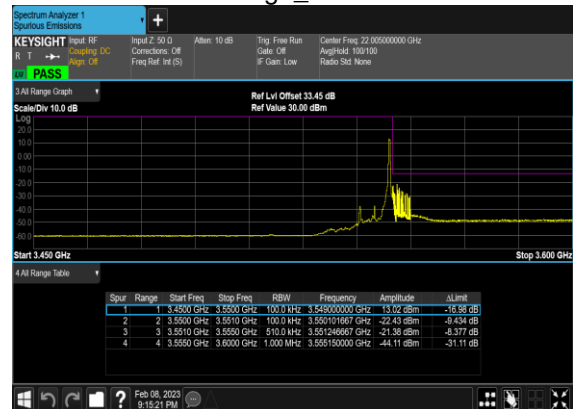 Spectrum Analyzer 1
Spurious Emissions
KEYSIGHT Input: RF Input Z: 50 Ω Atten: 10 dB Trig: Free Run Center Freq: 22.005000000 GHz
R T Coupling: DC Corrections: Off Gate: Off Avg|Hold: 100/100
Align: Off Freq Ref: Int (S) IF Gain: Low Radio Std: None
PASS
3 All Range Graph
Ref Lvl Offset 33.45 dB
Scale/Div 10.0 dB Ref Value 30.00 dBm
Log
20.0
10.0
0.00
-10.0
-20.0
-30.0
-40.0
-50.0
-60.0
Start 3.450 GHz Stop 3.600 GHz
4 All Range Table
Spur Range Start Freq Stop Freq RBW Frequency Amplitude ΔLimit
1 1 3.4500 GHz 3.5500 GHz 100.0 kHz 3.549000000 GHz 13.02 dBm -16.98 dB
2 2 3.5500 GHz 3.5510 GHz 100.0 kHz 3.550101667 GHz -22.43 dBm -9.434 dB
3 3 3.5510 GHz 3.5550 GHz 510.0 kHz 3.551246667 GHz -21.38 dBm -8.377 dB
4 4 3.5550 GHz 3.6000 GHz 1.000 MHz 3.555150000 GHz -44.11 dBm -31.11 dB
Feb 08, 2023
9:15:21 PM